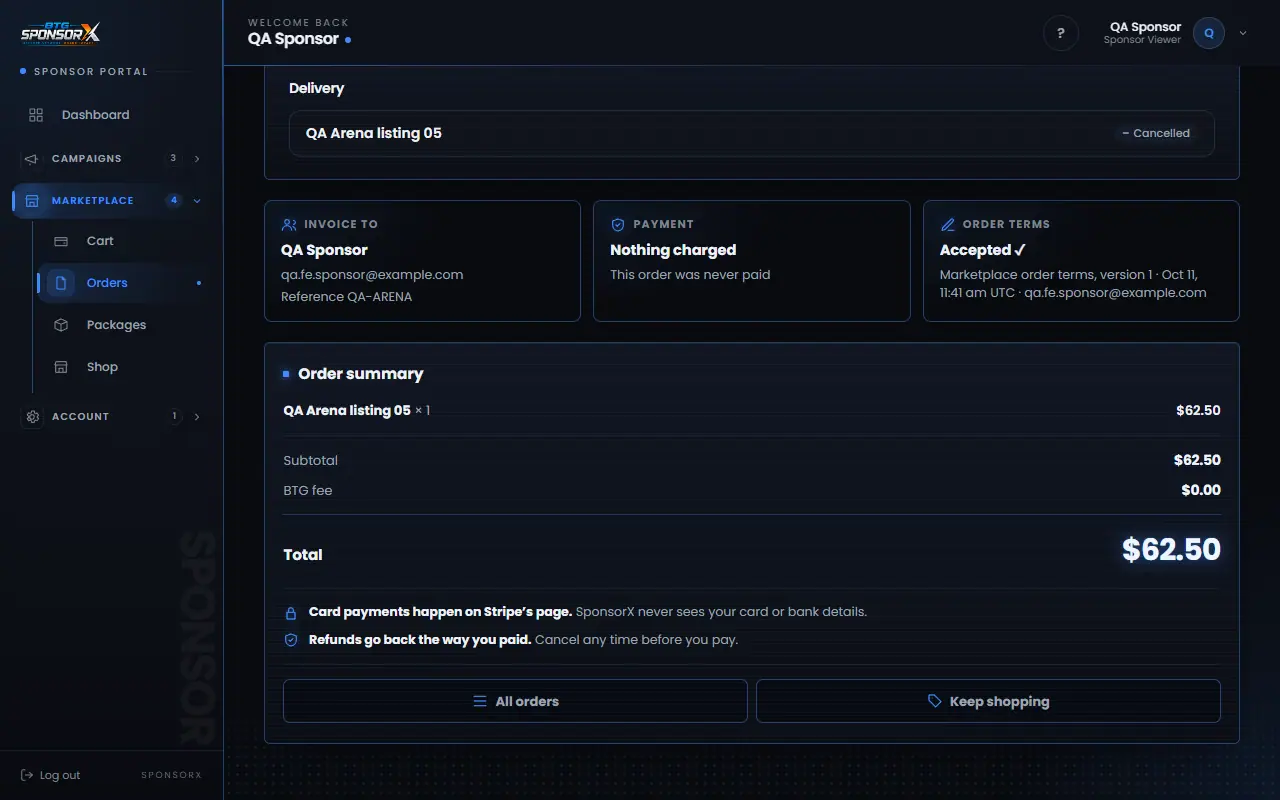 BTG
SPONSORX
SPONSOR PORTAL
Dashboard
CAMPAIGNS 3
MARKETPLACE 4
Cart
Orders
Packages
Shop
ACCOUNT 1
SPONSOR
Log out
SPONSORX
WELCOME BACK
QA Sponsor
?
QA Sponsor
Sponsor Viewer
Q
Delivery
QA Arena listing 05
– Cancelled
INVOICE TO
QA Sponsor
qa.fe.sponsor@example.com
Reference QA-ARENA
PAYMENT
Nothing charged
This order was never paid
ORDER TERMS
Accepted ✓
Marketplace order terms, version 1 · Oct 11,
11:41 am UTC · qa.fe.sponsor@example.com
Order summary
QA Arena listing 05 × 1 $62.50
Subtotal $62.50
BTG fee $0.00
Total $62.50
Card payments happen on Stripe’s page. SponsorX never sees your card or bank details.
Refunds go back the way you paid. Cancel any time before you pay.
All orders
Keep shopping